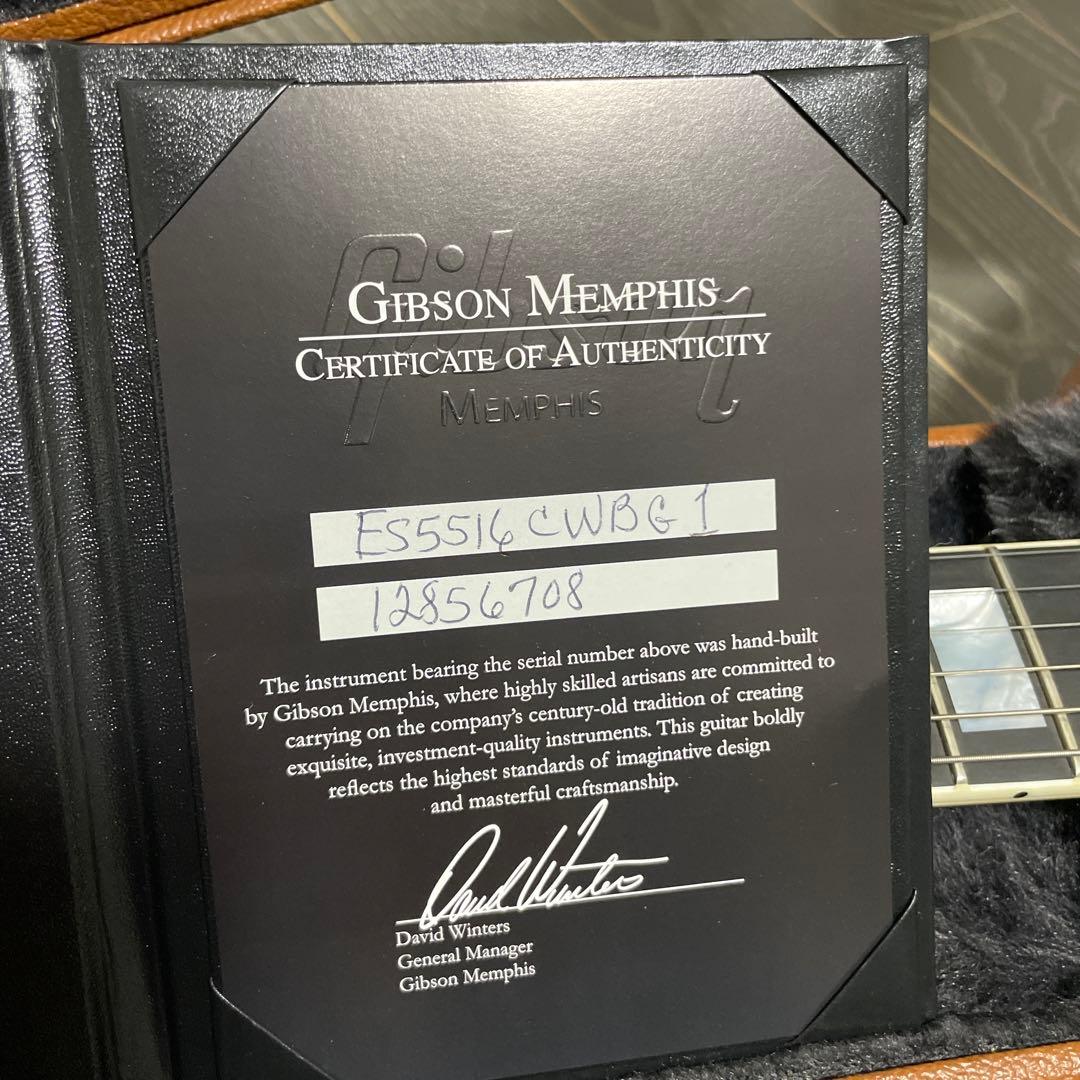 Gibson
GIBSON MEMPHIS
CERTIFICATE OF AUTHENTICITY
MEMPHIS
ES5516CWBG1
12856708
The instrument bearing the serial number above was hand-built
by Gibson Memphis, where highly skilled artisans are committed to
carrying on the company's century-old tradition of creating
exquisite, investment-quality instruments. This guitar boldly
reflects the highest standards of imaginative design
and masterful craftsmanship.
David Winters
David Winters
General Manager
Gibson Memphis